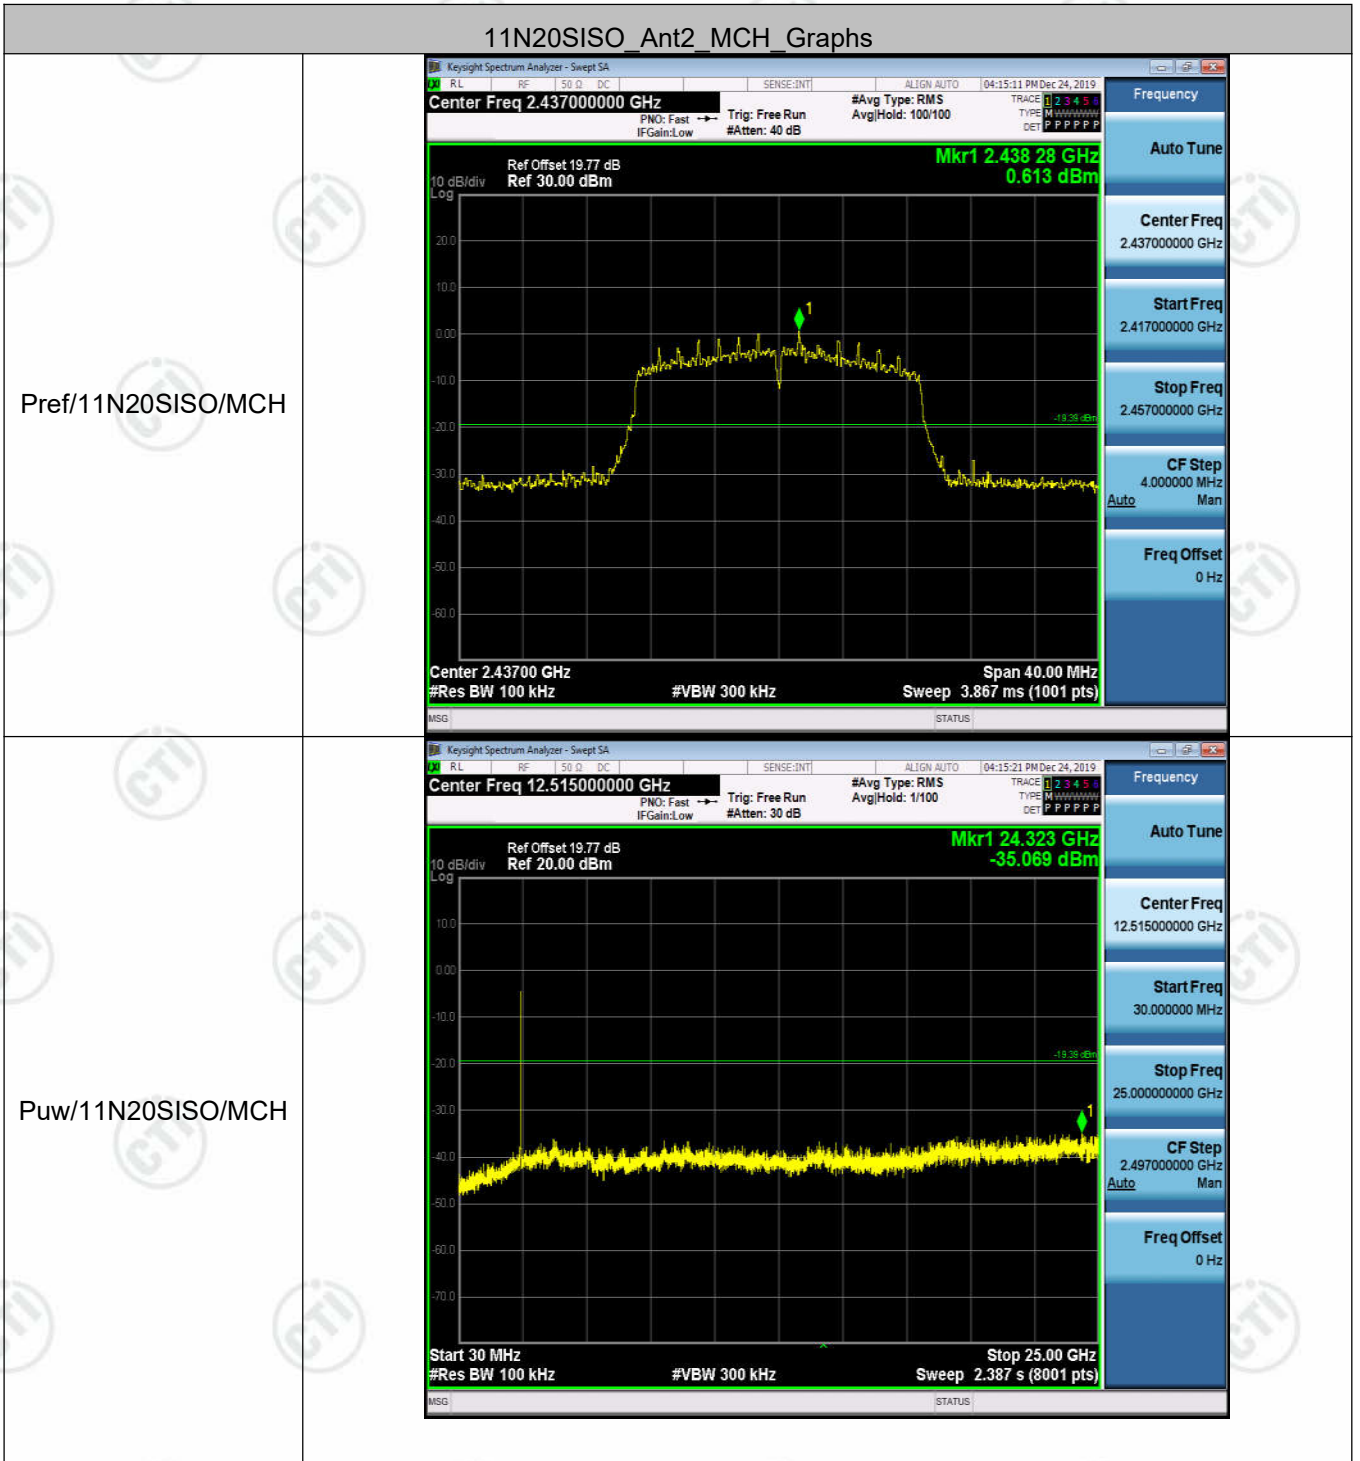 11N20SISO_Ant2_MCH_Graphs
Pref/11N20SISO/MCH
Keysight Spectrum Analyzer - Swept SA
RL RF 50 Ω DC SENSE:INT ALIGN AUTO 04:15:11 PM Dec 24, 2019
Center Freq 2.437000000 GHz
PNO: Fast
IFGain:Low
Trig: Free Run
#Atten: 40 dB
#Avg Type: RMS
Avg|Hold: 100/100
TRACE 1 2 3 4 5 6
TYPE M W W W W W
DET P P P P P P
Mkr1 2.438 28 GHz
0.613 dBm
Ref Offset 19.77 dB
10 dB/div Ref 30.00 dBm
Log
20.0
10.0
0.00
-10.0
-20.0
-30.0
-40.0
-50.0
-60.0
1
-19.39 dBm
Center 2.43700 GHz Span 40.00 MHz
#Res BW 100 kHz #VBW 300 kHz Sweep 3.867 ms (1001 pts)
MSG STATUS
Frequency
Auto Tune
Center Freq
2.437000000 GHz
Start Freq
2.417000000 GHz
Stop Freq
2.457000000 GHz
CF Step
4.000000 MHz
Auto Man
Freq Offset
0 Hz
Puw/11N20SISO/MCH
Keysight Spectrum Analyzer - Swept SA
RL RF 50 Ω DC SENSE:INT ALIGN AUTO 04:15:21 PM Dec 24, 2019
Center Freq 12.515000000 GHz
PNO: Fast
IFGain:Low
Trig: Free Run
#Atten: 30 dB
#Avg Type: RMS
Avg|Hold: 1/100
TRACE 1 2 3 4 5 6
TYPE M W W W W W
DET P P P P P P
Mkr1 24.323 GHz
-35.069 dBm
Ref Offset 19.77 dB
10 dB/div Ref 20.00 dBm
Log
10.0
0.00
-10.0
-20.0
-30.0
-40.0
-50.0
-60.0
-70.0
1
-19.39 dBm
Start 30 MHz Stop 25.00 GHz
#Res BW 100 kHz #VBW 300 kHz Sweep 2.387 s (8001 pts)
MSG STATUS
Frequency
Auto Tune
Center Freq
12.515000000 GHz
Start Freq
30.000000 MHz
Stop Freq
25.000000000 GHz
CF Step
2.497000000 GHz
Auto Man
Freq Offset
0 Hz
CTI